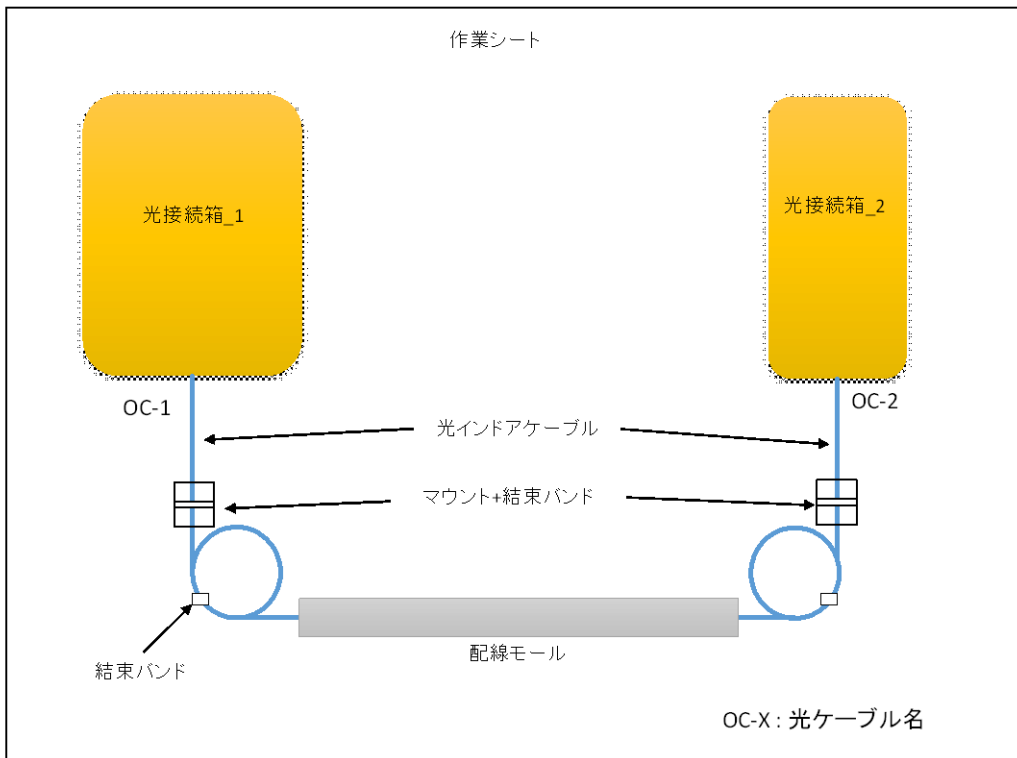 作業シート
光接続箱_1
光接続箱_2
OC-1
OC-2
光インドアケーブル
マウント+結束バンド
配線モール
結束バンド
OC-X : 光ケーブル名